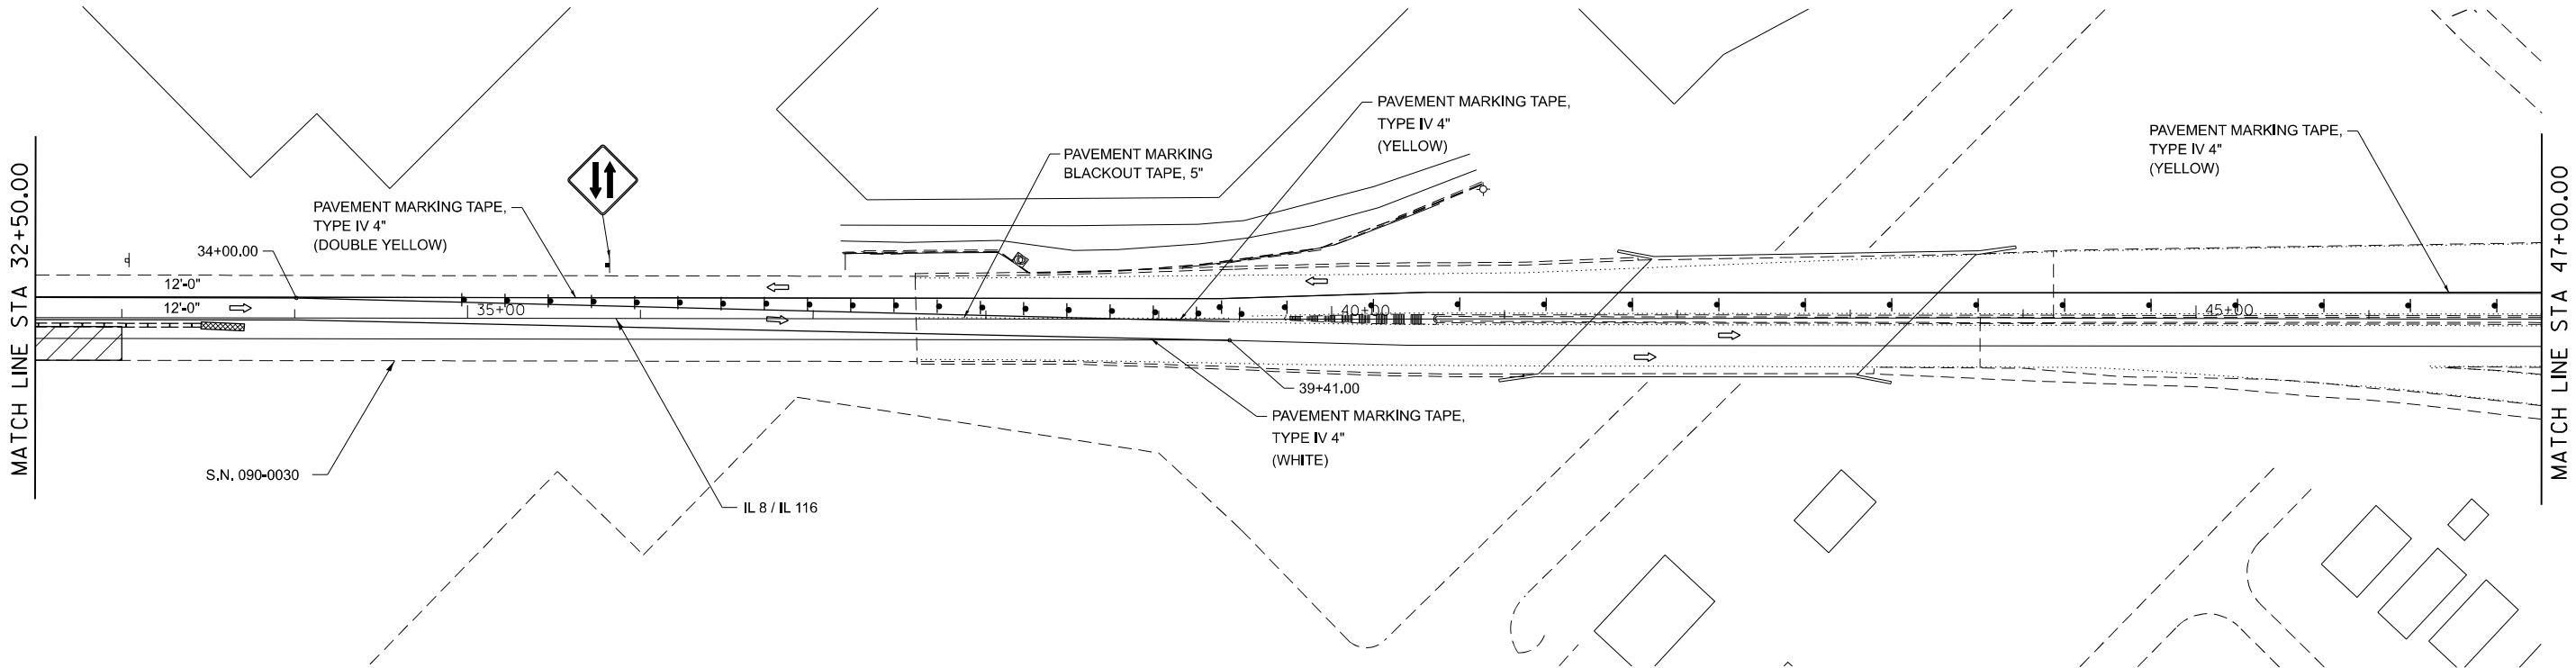 MATCH LINE STA 32+50.00
34+00.00
12'-0"
12'-0"
PAVEMENT MARKING TAPE,
TYPE IV 4"
(DOUBLE YELLOW)
PAVEMENT MARKING
BLACKOUT TAPE, 5"
PAVEMENT MARKING TAPE,
TYPE IV 4"
(YELLOW)
PAVEMENT MARKING TAPE,
TYPE IV 4"
(YELLOW)
35+00
40+00
45+00
39+41.00
PAVEMENT MARKING TAPE,
TYPE IV 4"
(WHITE)
S.N. 090-0030
IL 8 / IL 116
MATCH LINE STA 47+00.00